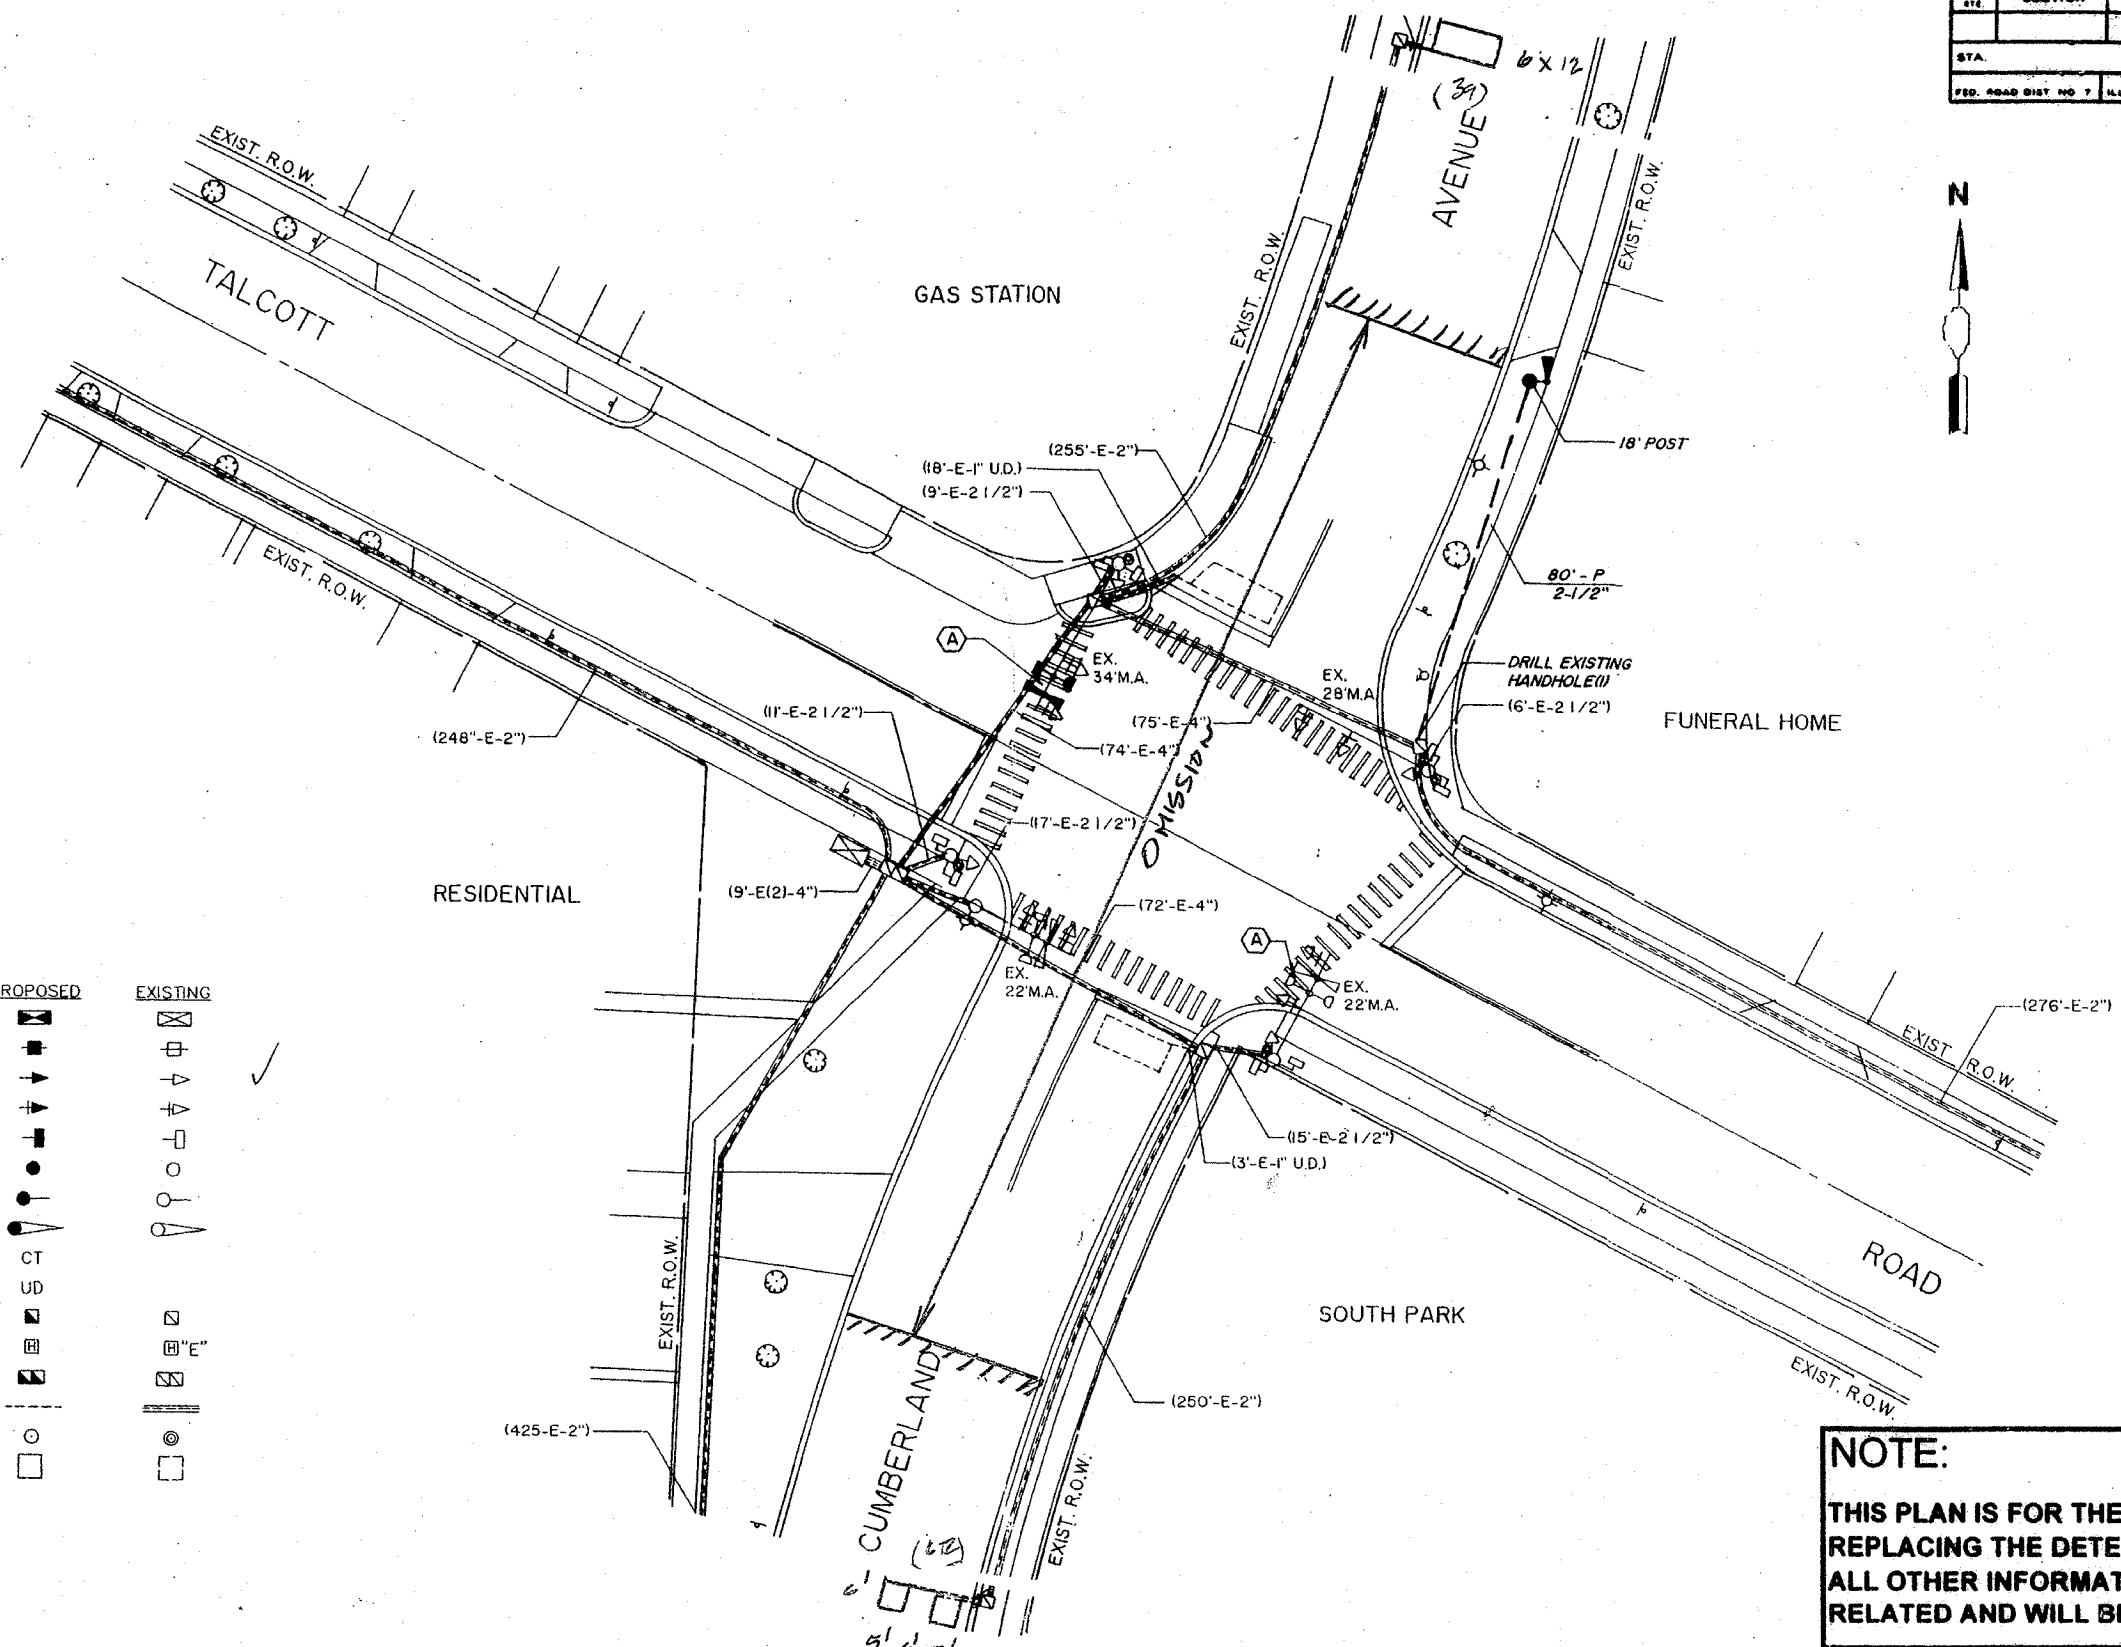 STA.
FED. ROAD DIST. NO. 7
6 x 12
(39)
AVENUE
EXIST. R.O.W.
EXIST. R.O.W.
EXIST. R.O.W.
N
TALCOTT
GAS STATION
18' POST
(255'-E-2")
(18'-E-1" U.D.)
(9'-E-2 1/2")
EXIST. R.O.W.
80' - P
2-1/2"
A
EX.
34'M.A.
EX.
28'M.A.
DRILL EXISTING
HANDHOLE(1)
(6'-E-2 1/2")
FUNERAL HOME
(11'-E-2 1/2")
(75'-E-4")
(74'-E-4")
(248"-E-2")
OMISSION
(17'-E-2 1/2")
RESIDENTIAL
(9'-E(2)-4")
(72'-E-4")
A
EX.
22'M.A.
EX.
22'M.A.
(276'-E-2")
EXIST. R.O.W.
ROPOSED
EXISTING
CT
UD
H
H "E"
(15'-E-2 1/2")
(3'-E-1" U.D.)
ROAD
EXIST. R.O.W.
SOUTH PARK
EXIST. R.O.W.
(250'-E-2")
(425-E-2")
CUMBERLAND
EXIST. R.O.W.
6'
NOTE:
THIS PLAN IS FOR THE
REPLACING THE DETE
ALL OTHER INFORMAT
RELATED AND WILL B